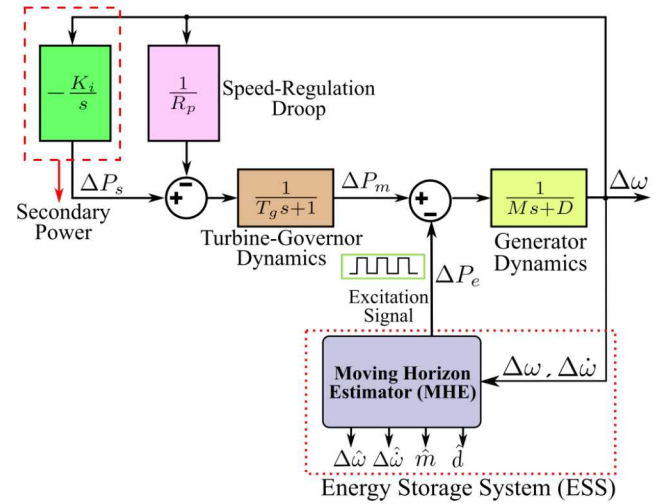 - K_i / s
1 / R_p
Speed-Regulation
Droop
ΔP_s
Secondary
Power
+ -
1 / T_g s+1
Turbine-Governor
Dynamics
ΔP_m
+ -
1 / Ms+D
Generator
Dynamics
Δω
Excitation
Signal
ΔP_e
Moving Horizon
Estimator (MHE)
Δω , Δω̇
Δω̂ Δω̇̂ m̂ d̂
Energy Storage System (ESS)